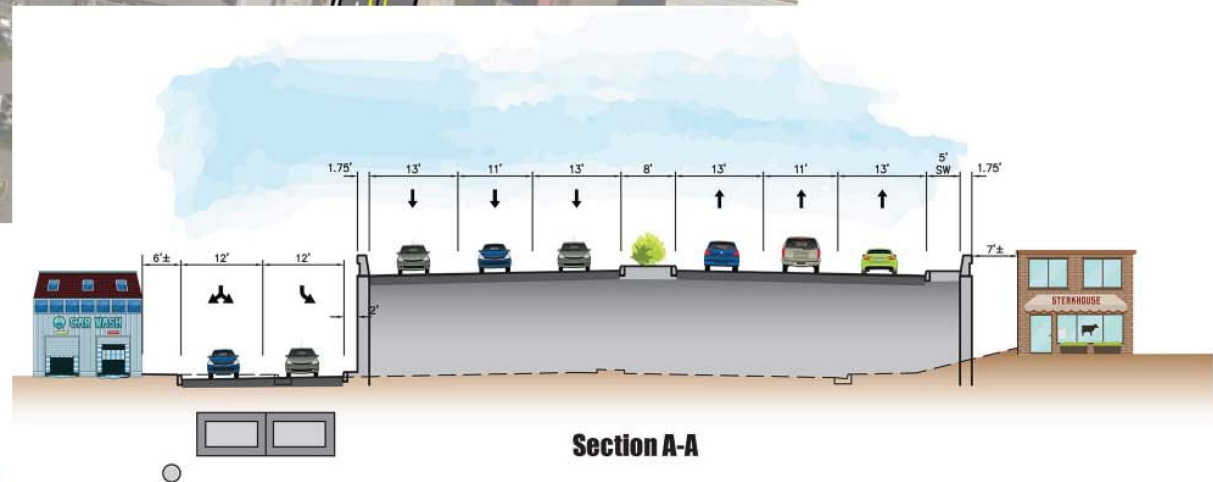 5'
1.75' 13' 11' 13' 8' 13' 11' 13' SW 1.75'
6'± 12' 12' 7'±
2'
STEAKHOUSE
CAR WASH
Section A-A